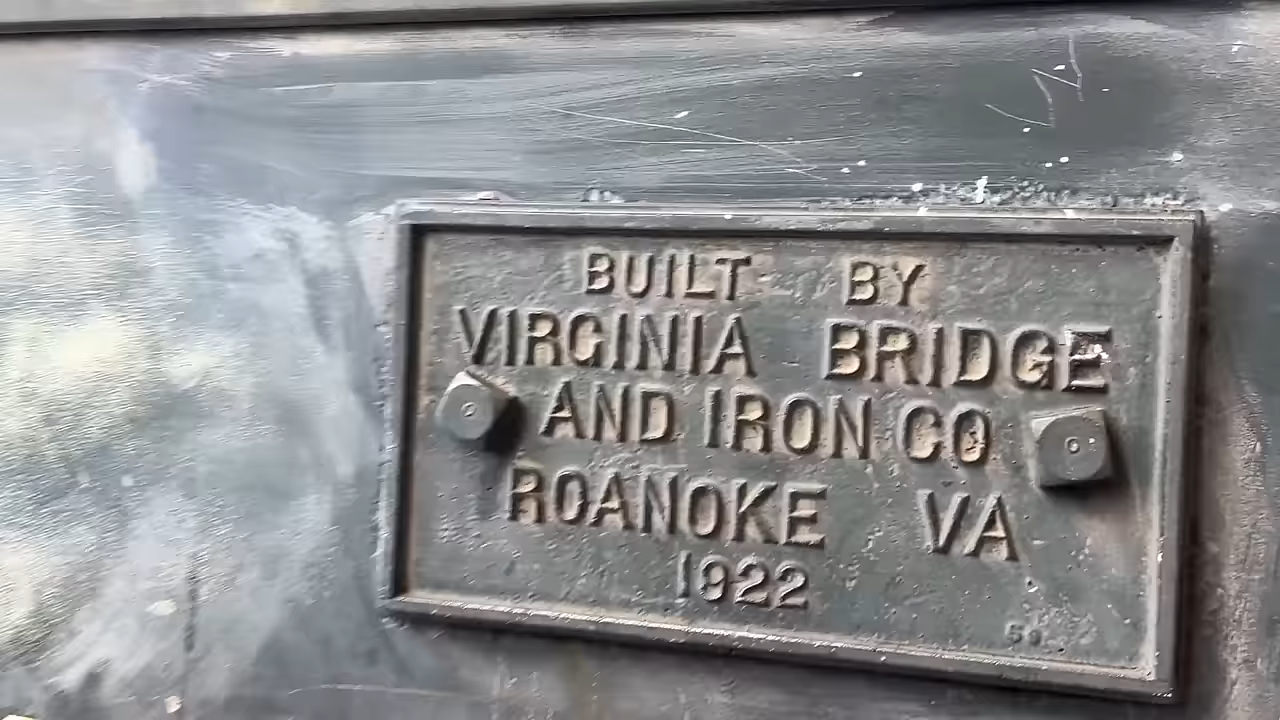 BUILT BY
VIRGINIA BRIDGE
AND IRON CO
ROANOKE VA
1922